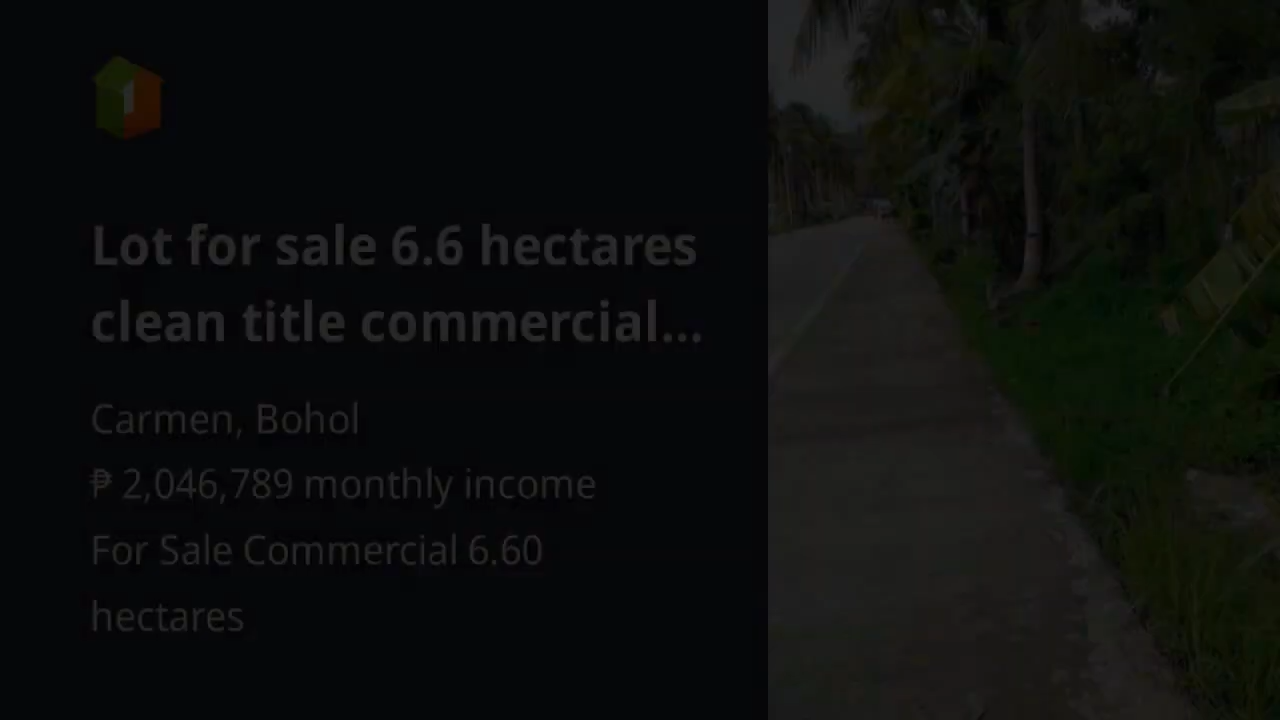 Lot for sale 6.6 hectares
clean title commercial...
Carmen, Bohol
₱ 2,046,789 monthly income
For Sale Commercial 6.60
hectares